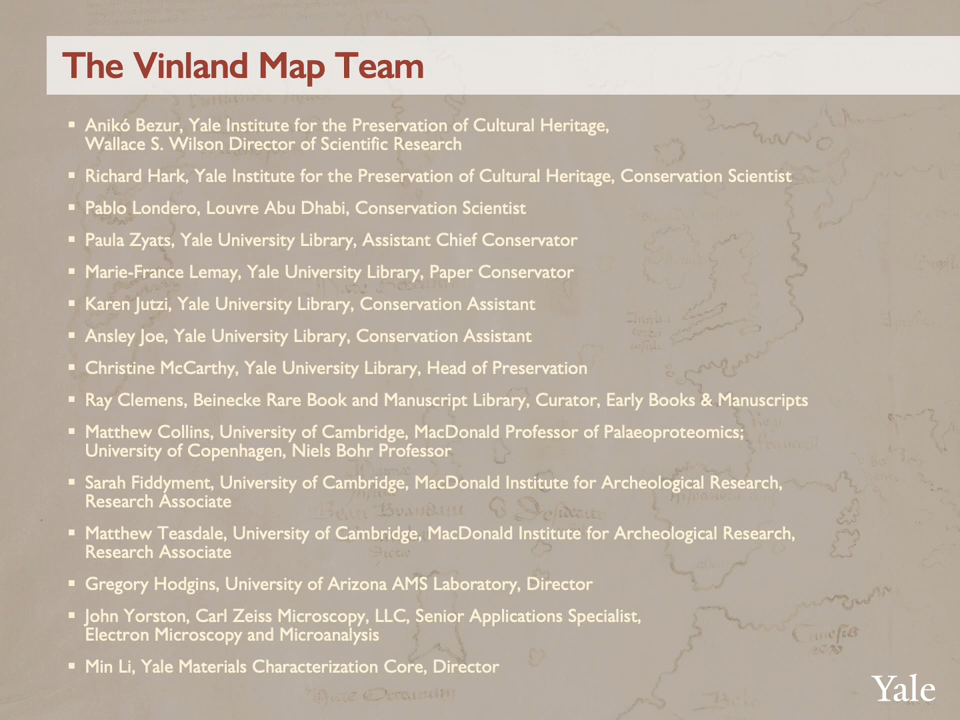 The Vinland Map Team
▪ Anikó Bezur, Yale Institute for the Preservation of Cultural Heritage,
Wallace S. Wilson Director of Scientific Research
▪ Richard Hark, Yale Institute for the Preservation of Cultural Heritage, Conservation Scientist
▪ Pablo Londero, Louvre Abu Dhabi, Conservation Scientist
▪ Paula Zyats, Yale University Library, Assistant Chief Conservator
▪ Marie-France Lemay, Yale University Library, Paper Conservator
▪ Karen Jutzi, Yale University Library, Conservation Assistant
▪ Ansley Joe, Yale University Library, Conservation Assistant
▪ Christine McCarthy, Yale University Library, Head of Preservation
▪ Ray Clemens, Beinecke Rare Book and Manuscript Library, Curator, Early Books & Manuscripts
▪ Matthew Collins, University of Cambridge, MacDonald Professor of Palaeoproteomics;
University of Copenhagen, Niels Bohr Professor
▪ Sarah Fiddyment, University of Cambridge, MacDonald Institute for Archeological Research,
Research Associate
▪ Matthew Teasdale, University of Cambridge, MacDonald Institute for Archeological Research,
Research Associate
▪ Gregory Hodgins, University of Arizona AMS Laboratory, Director
▪ John Yorston, Carl Zeiss Microscopy, LLC, Senior Applications Specialist,
Electron Microscopy and Microanalysis
▪ Min Li, Yale Materials Characterization Core, Director
Yale